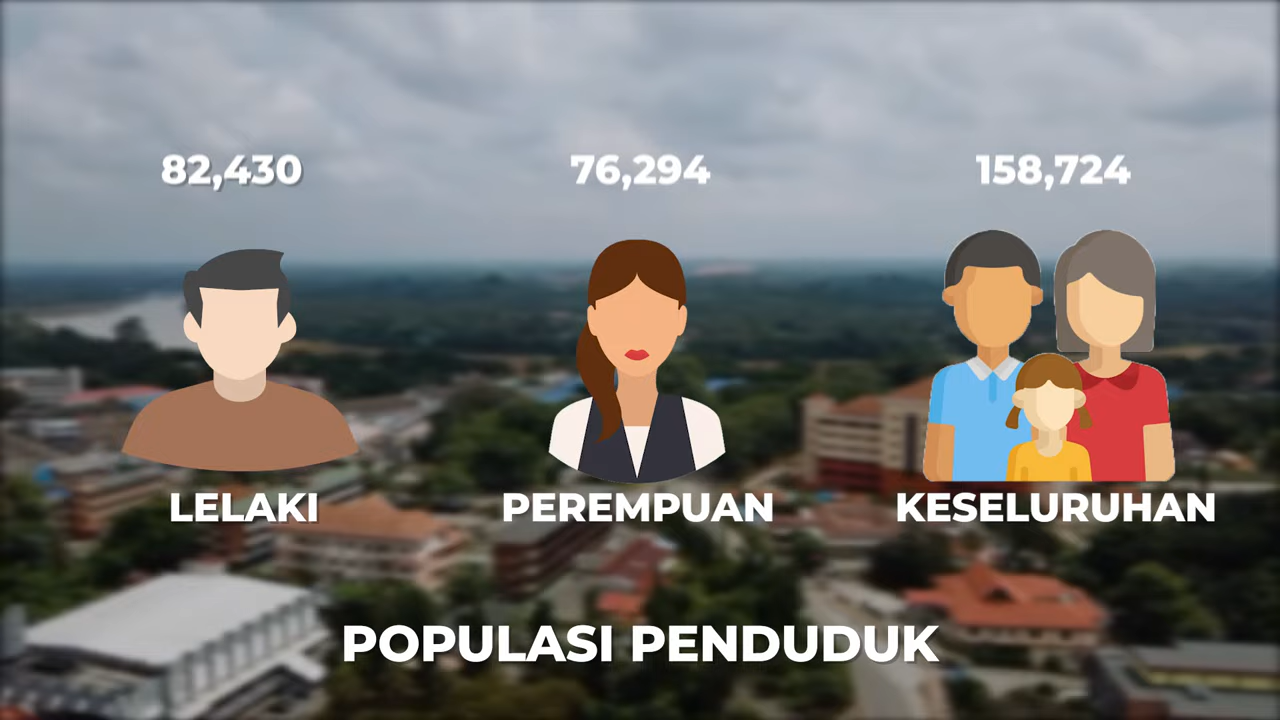 82,430
76,294
158,724
LELAKI
PEREMPUAN
KESELURUHAN
POPULASI PENDUDUK